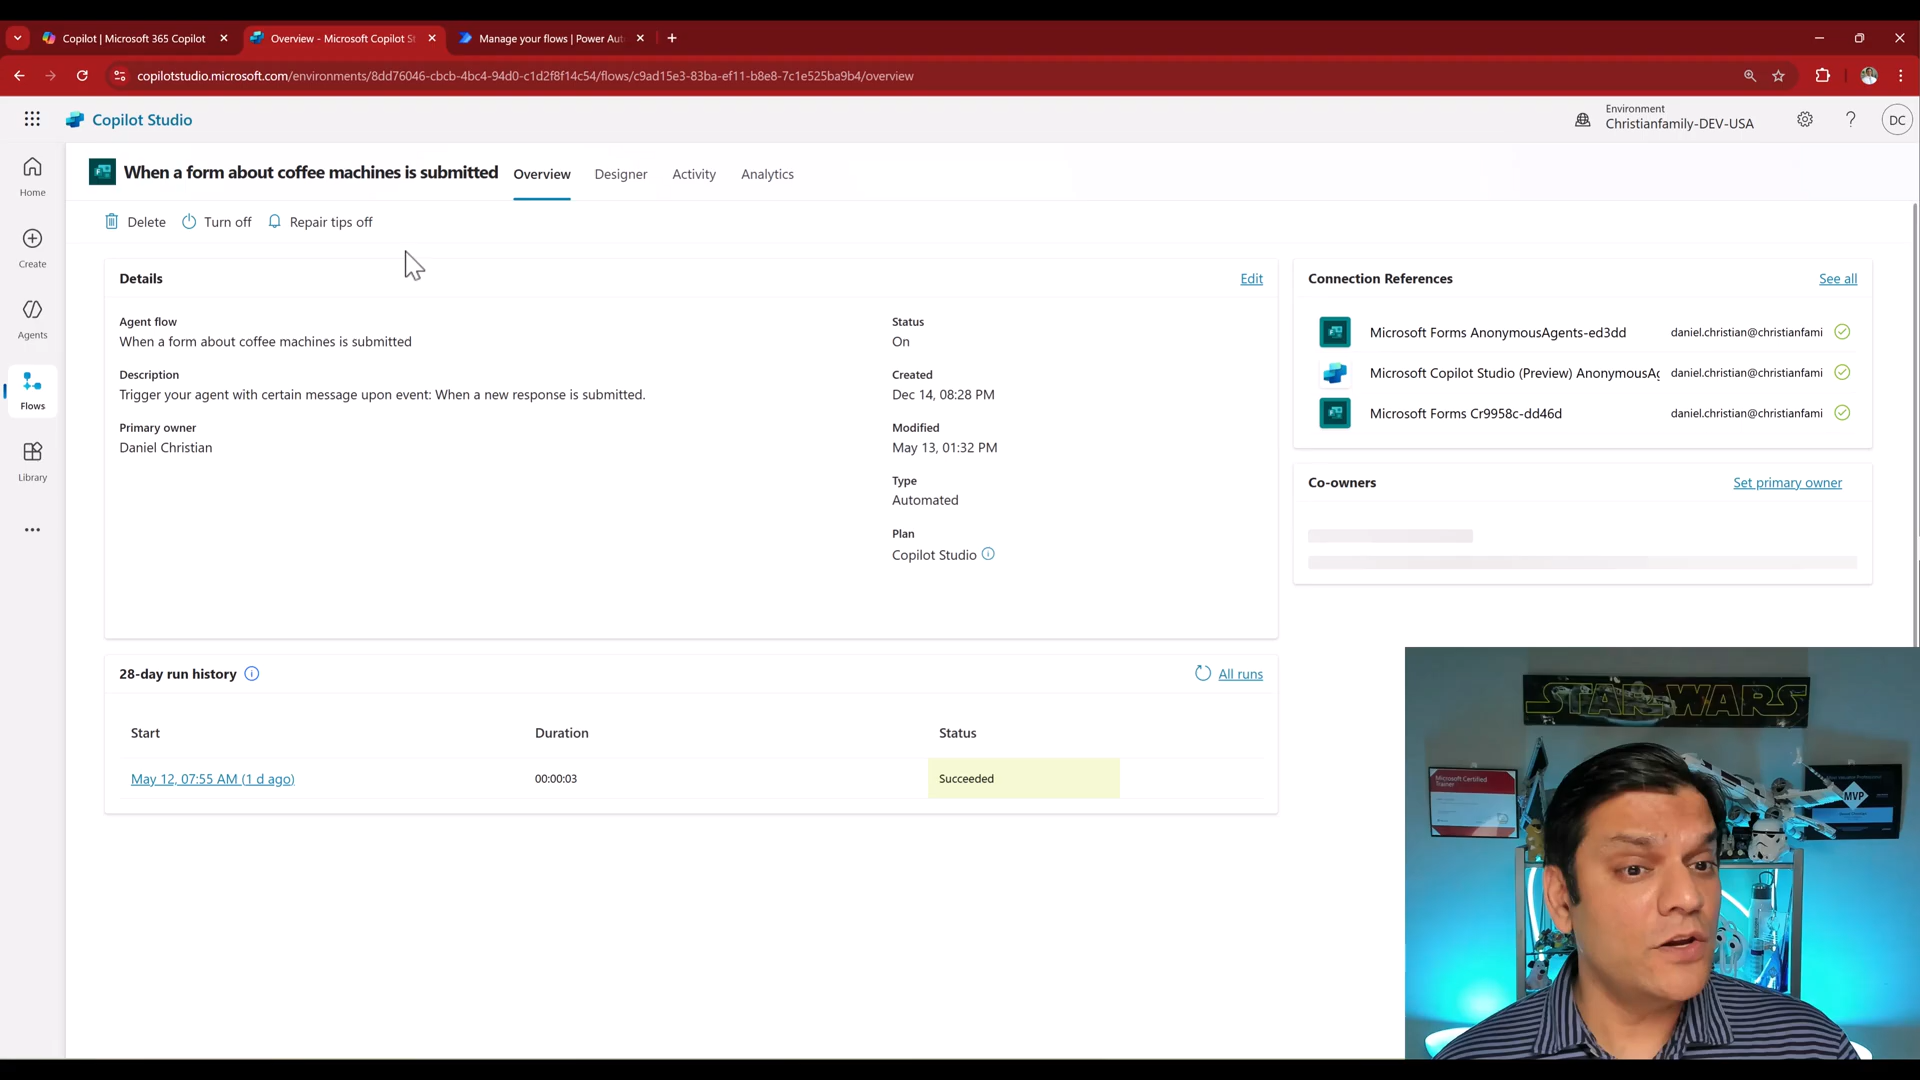 Copilot | Microsoft 365 Copilot
Overview - Microsoft Copilot St
Manage your flows | Power Aut
copilotstudio.microsoft.com/environments/8dd76046-cbcb-4bc4-94d0-c1d2f8f14c54/flows/c9ad15e3-83ba-ef11-b8e8-7c1e525ba9b4/overview
Copilot Studio
Environment
Christianfamily-DEV-USA
DC
Home
Create
Agents
Flows
Library
When a form about coffee machines is submitted
Overview
Designer
Activity
Analytics
Delete
Turn off
Repair tips off
Details
Edit
Agent flow
When a form about coffee machines is submitted
Description
Trigger your agent with certain message upon event: When a new response is submitted.
Primary owner
Daniel Christian
Status
On
Created
Dec 14, 08:28 PM
Modified
May 13, 01:32 PM
Type
Automated
Plan
Copilot Studio
Connection References
See all
Microsoft Forms AnonymousAgents-ed3dd
daniel.christian@christianfami
Microsoft Copilot Studio (Preview) AnonymousAg
daniel.christian@christianfami
Microsoft Forms Cr9958c-dd46d
daniel.christian@christianfami
Co-owners
Set primary owner
28-day run history
All runs
Start
Duration
Status
May 12, 07:55 AM (1 d ago)
00:00:03
Succeeded
STAR WARS
Microsoft Certified
Trainer
MVP